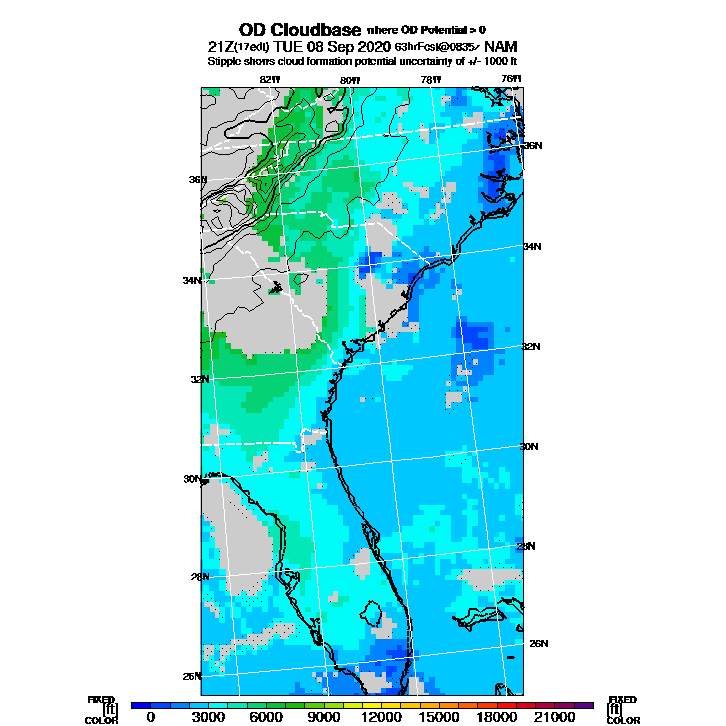 OD Cloudbase where OD Potential > 0
21Z(17edt) TUE 08 Sep 2020 63hrFcst@0835z NAM
Stipple shows cloud formation potential uncertainty of +/- 1000 ft
82W 80W 78W 76W
36N
36N
34N
34N
32N
32N
30N
30N
28N
28N
26N
26N
FIXED FIXED
[ft] [ft]
COLOR COLOR
0 3000 6000 9000 12000 15000 18000 21000